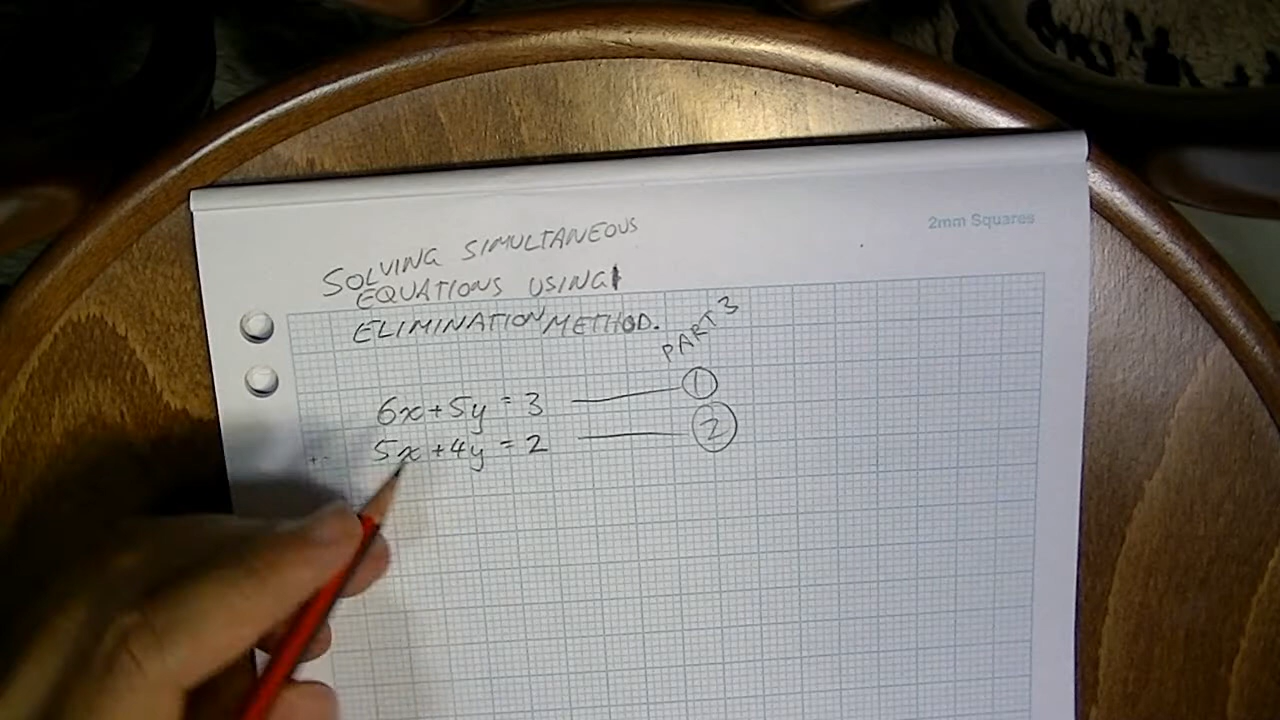 2mm Squares
SOLVING SIMULTANEOUS
EQUATIONS USING
ELIMINATION METHOD.
PART 3
6x+5y = 3 ——— ①
5x+4y = 2 ——— ②